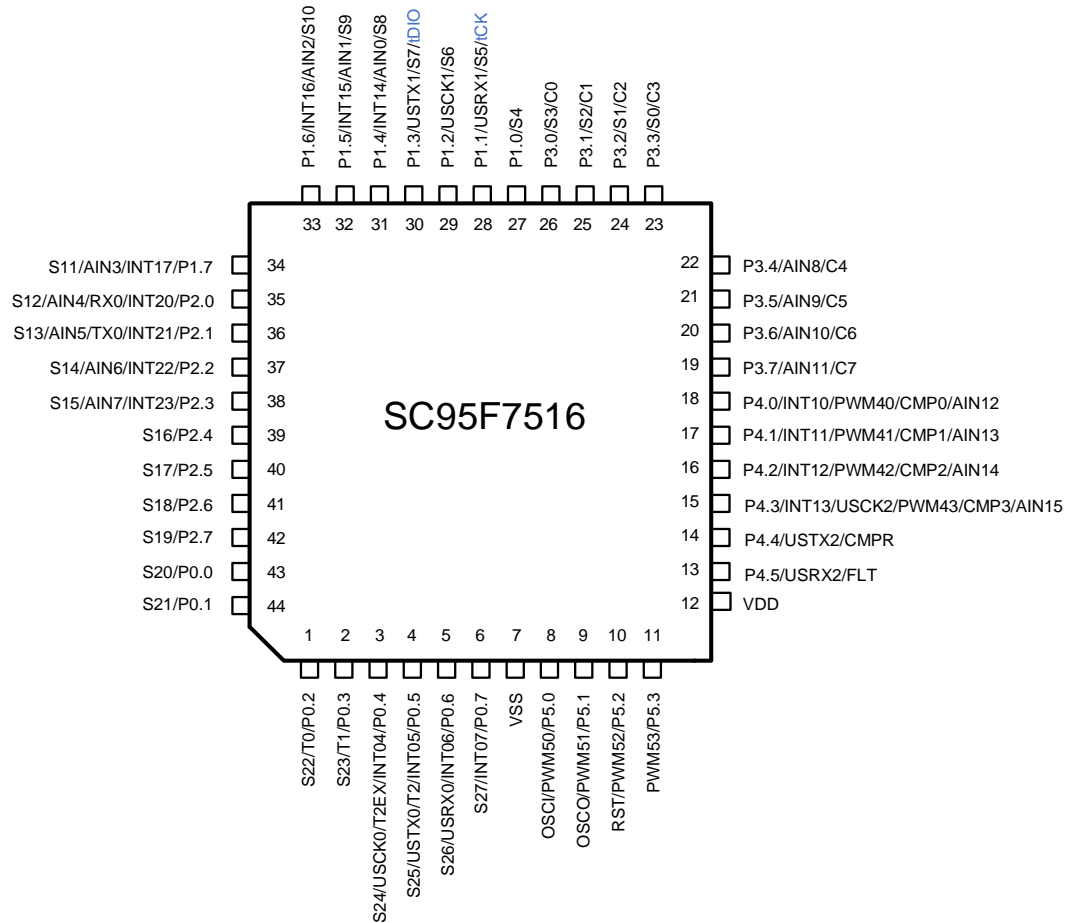 P1.6/INT16/AIN2/S10
P1.5/INT15/AIN1/S9
P1.4/INT14/AIN0/S8
P1.3/USTX1/S7/tDIO
P1.2/USCK1/S6
P1.1/USRX1/S5/tCK
P1.0/S4
P3.0/S3/C0
P3.1/S2/C1
P3.2/S1/C2
P3.3/S0/C3
33 32 31 30 29 28 27 26 25 24 23
S11/AIN3/INT17/P1.7 34
S12/AIN4/RX0/INT20/P2.0 35
S13/AIN5/TX0/INT21/P2.1 36
S14/AIN6/INT22/P2.2 37
S15/AIN7/INT23/P2.3 38
S16/P2.4 39
S17/P2.5 40
S18/P2.6 41
S19/P2.7 42
S20/P0.0 43
S21/P0.1 44
SC95F7516
22 P3.4/AIN8/C4
21 P3.5/AIN9/C5
20 P3.6/AIN10/C6
19 P3.7/AIN11/C7
18 P4.0/INT10/PWM40/CMP0/AIN12
17 P4.1/INT11/PWM41/CMP1/AIN13
16 P4.2/INT12/PWM42/CMP2/AIN14
15 P4.3/INT13/USCK2/PWM43/CMP3/AIN15
14 P4.4/USTX2/CMPR
13 P4.5/USRX2/FLT
12 VDD
1 2 3 4 5 6 7 8 9 10 11
S22/T0/P0.2
S23/T1/P0.3
S24/USCK0/T2EX/INT04/P0.4
S25/USTX0/T2/INT05/P0.5
S26/USRX0/INT06/P0.6
S27/INT07/P0.7
VSS
OSCI/PWM50/P5.0
OSCO/PWM51/P5.1
RST/PWM52/P5.2
PWM53/P5.3